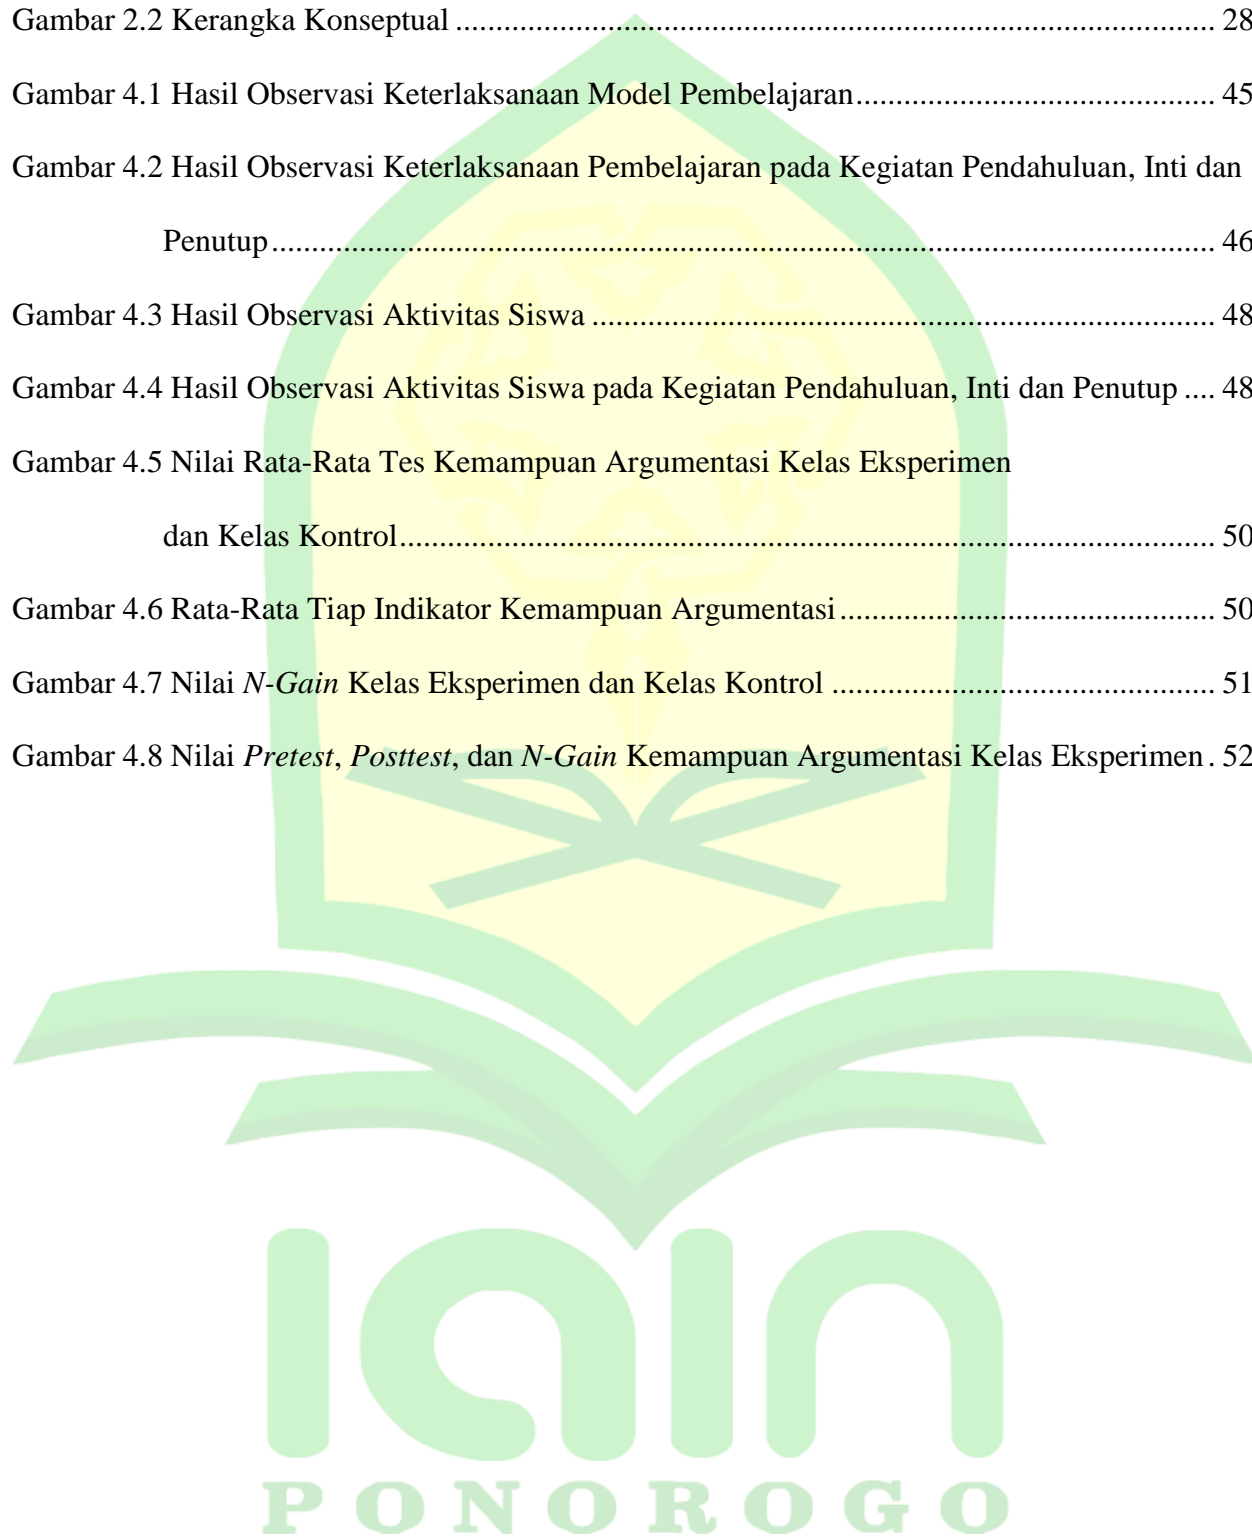 Gambar 2.2 Kerangka Konseptual ............................................................................................... 28
Gambar 4.1 Hasil Observasi Keterlaksanaan Model Pembelajaran............................................. 45
Gambar 4.2 Hasil Observasi Keterlaksanaan Pembelajaran pada Kegiatan Pendahuluan, Inti dan
Penutup.................................................................................................................... 46
Gambar 4.3 Hasil Observasi Aktivitas Siswa .............................................................................. 48
Gambar 4.4 Hasil Observasi Aktivitas Siswa pada Kegiatan Pendahuluan, Inti dan Penutup .... 48
Gambar 4.5 Nilai Rata-Rata Tes Kemampuan Argumentasi Kelas Eksperimen
dan Kelas Kontrol.................................................................................................... 50
Gambar 4.6 Rata-Rata Tiap Indikator Kemampuan Argumentasi .............................................. 50
Gambar 4.7 Nilai N-Gain Kelas Eksperimen dan Kelas Kontrol ............................................... 51
Gambar 4.8 Nilai Pretest, Posttest, dan N-Gain Kemampuan Argumentasi Kelas Eksperimen . 52
iain
PONOROGO